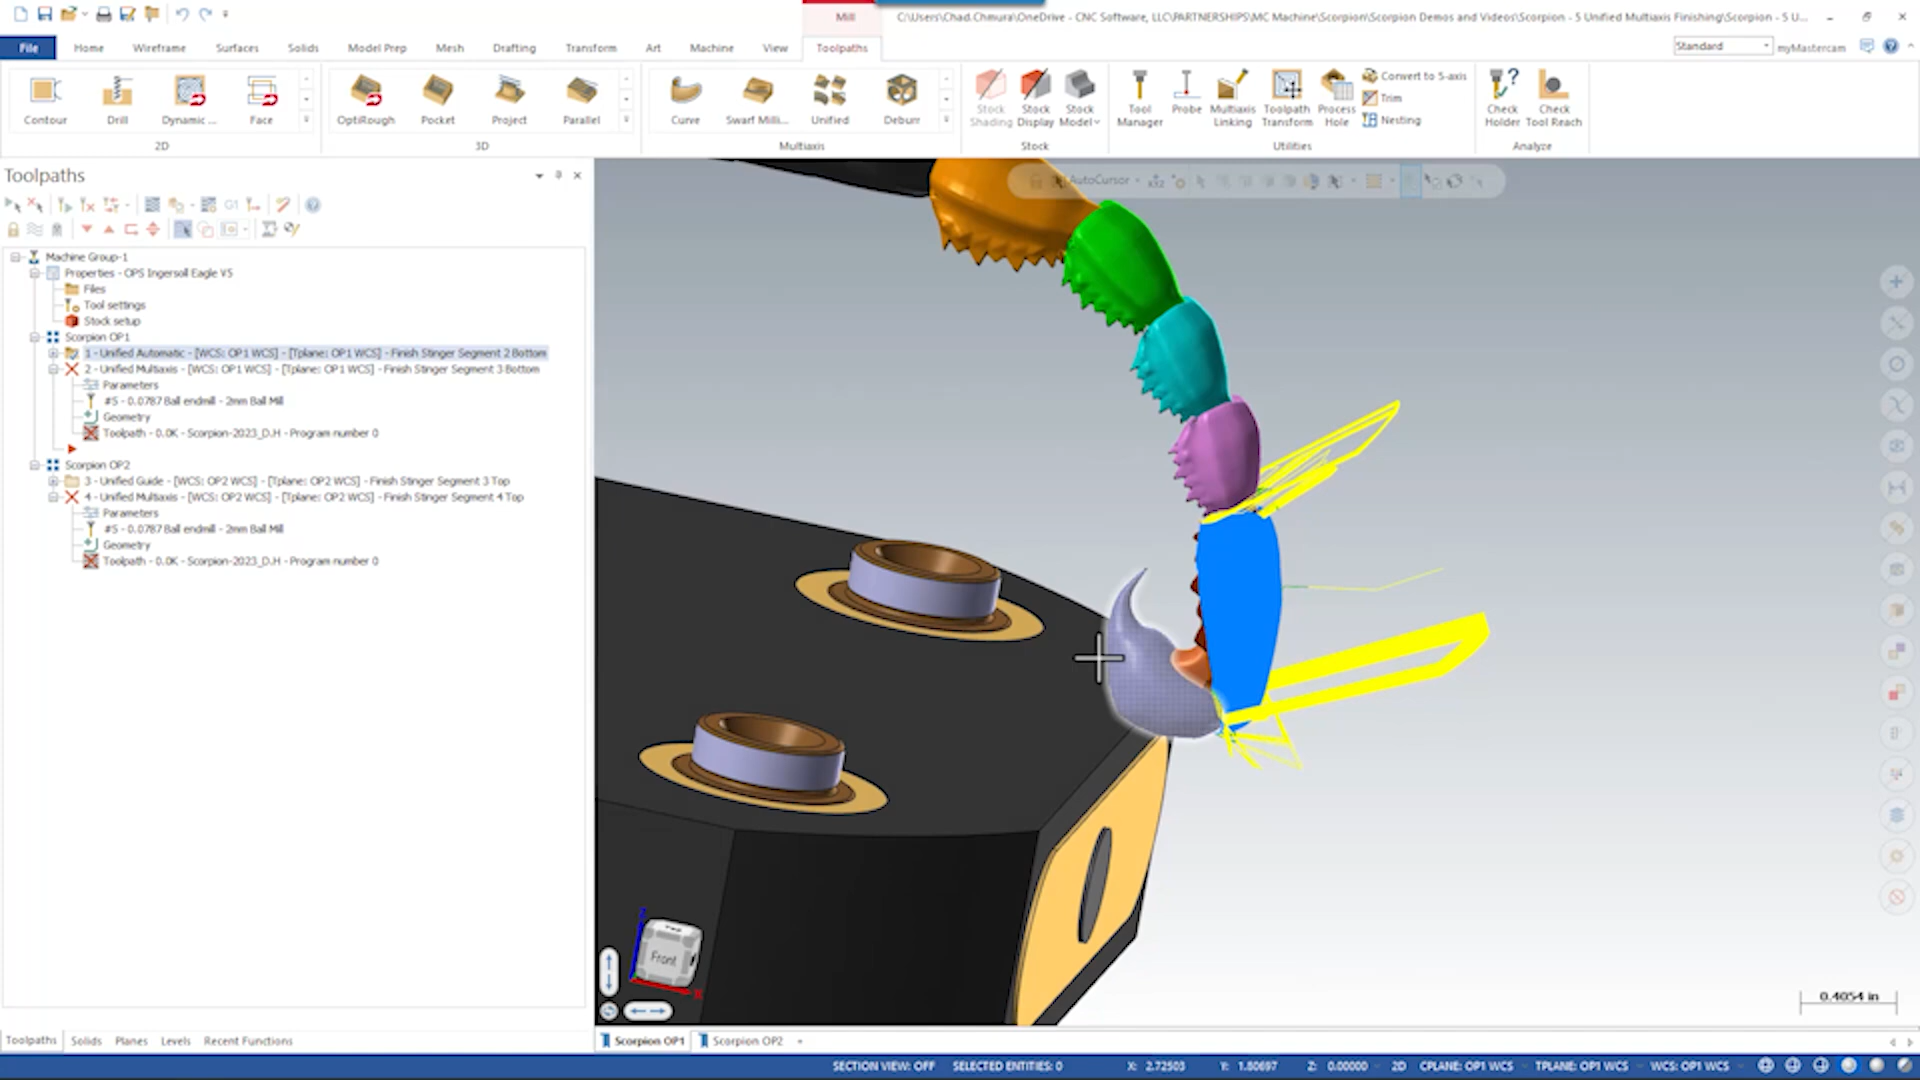 Mill
C:\Users\Chad.Chmura\OneDrive - CNC Software, LLC\PARTNERSHIPS\MC Machine\Scorpion\Scorpion Demos and Videos\Scorpion - 5 Unified Multiaxis Finishing\Scorpion - 5 U...
File Home Wireframe Surfaces Solids Model Prep Mesh Drafting Transform Art Machine View Toolpaths
Standard myMastercam
Contour Drill Dynamic ... Face
2D
OptiRough Pocket Project Parallel
3D
Curve Swarf Milli... Unified Deburr
Multiaxis
Stock Shading Stock Display Stock Model
Stock
Tool Manager Probe Multiaxis Linking Toolpath Transform Process Hole
Convert to 5-axis
Trim
Nesting
Utilities
Check Holder Check Tool Reach
Analyze
Toolpaths
AutoCursor
G1
Machine Group-1
Properties - OPS Ingersoll Eagle V5
Files
Tool settings
Stock setup
Scorpion OP1
1 - Unified Automatic - [WCS: OP1 WCS] - [Tplane: OP1 WCS] - Finish Stinger Segment 2 Bottom
2 - Unified Multiaxis - [WCS: OP1 WCS] - [Tplane: OP1 WCS] - Finish Stinger Segment 3 Bottom
Parameters
#5 - 0.0787 Ball endmill - 2mm Ball Mill
Geometry
Toolpath - 0.0K - Scorpion-2023_D.H - Program number 0
Scorpion OP2
3 - Unified Guide - [WCS: OP2 WCS] - [Tplane: OP2 WCS] - Finish Stinger Segment 3 Top
4 - Unified Multiaxis - [WCS: OP2 WCS] - [Tplane: OP2 WCS] - Finish Stinger Segment 4 Top
Parameters
#5 - 0.0787 Ball endmill - 2mm Ball Mill
Geometry
Toolpath - 0.0K - Scorpion-2023_D.H - Program number 0
Front
0.4054 in
Toolpaths Solids Planes Levels Recent Functions
Scorpion OP1 Scorpion OP2
SECTION VIEW: OFF SELECTED ENTITIES: 0 X: 2.72503 Y: 1.80697 Z: 0.00000 2D CPLANE: OP1 WCS TPLANE: OP1 WCS WCS: OP1 WCS